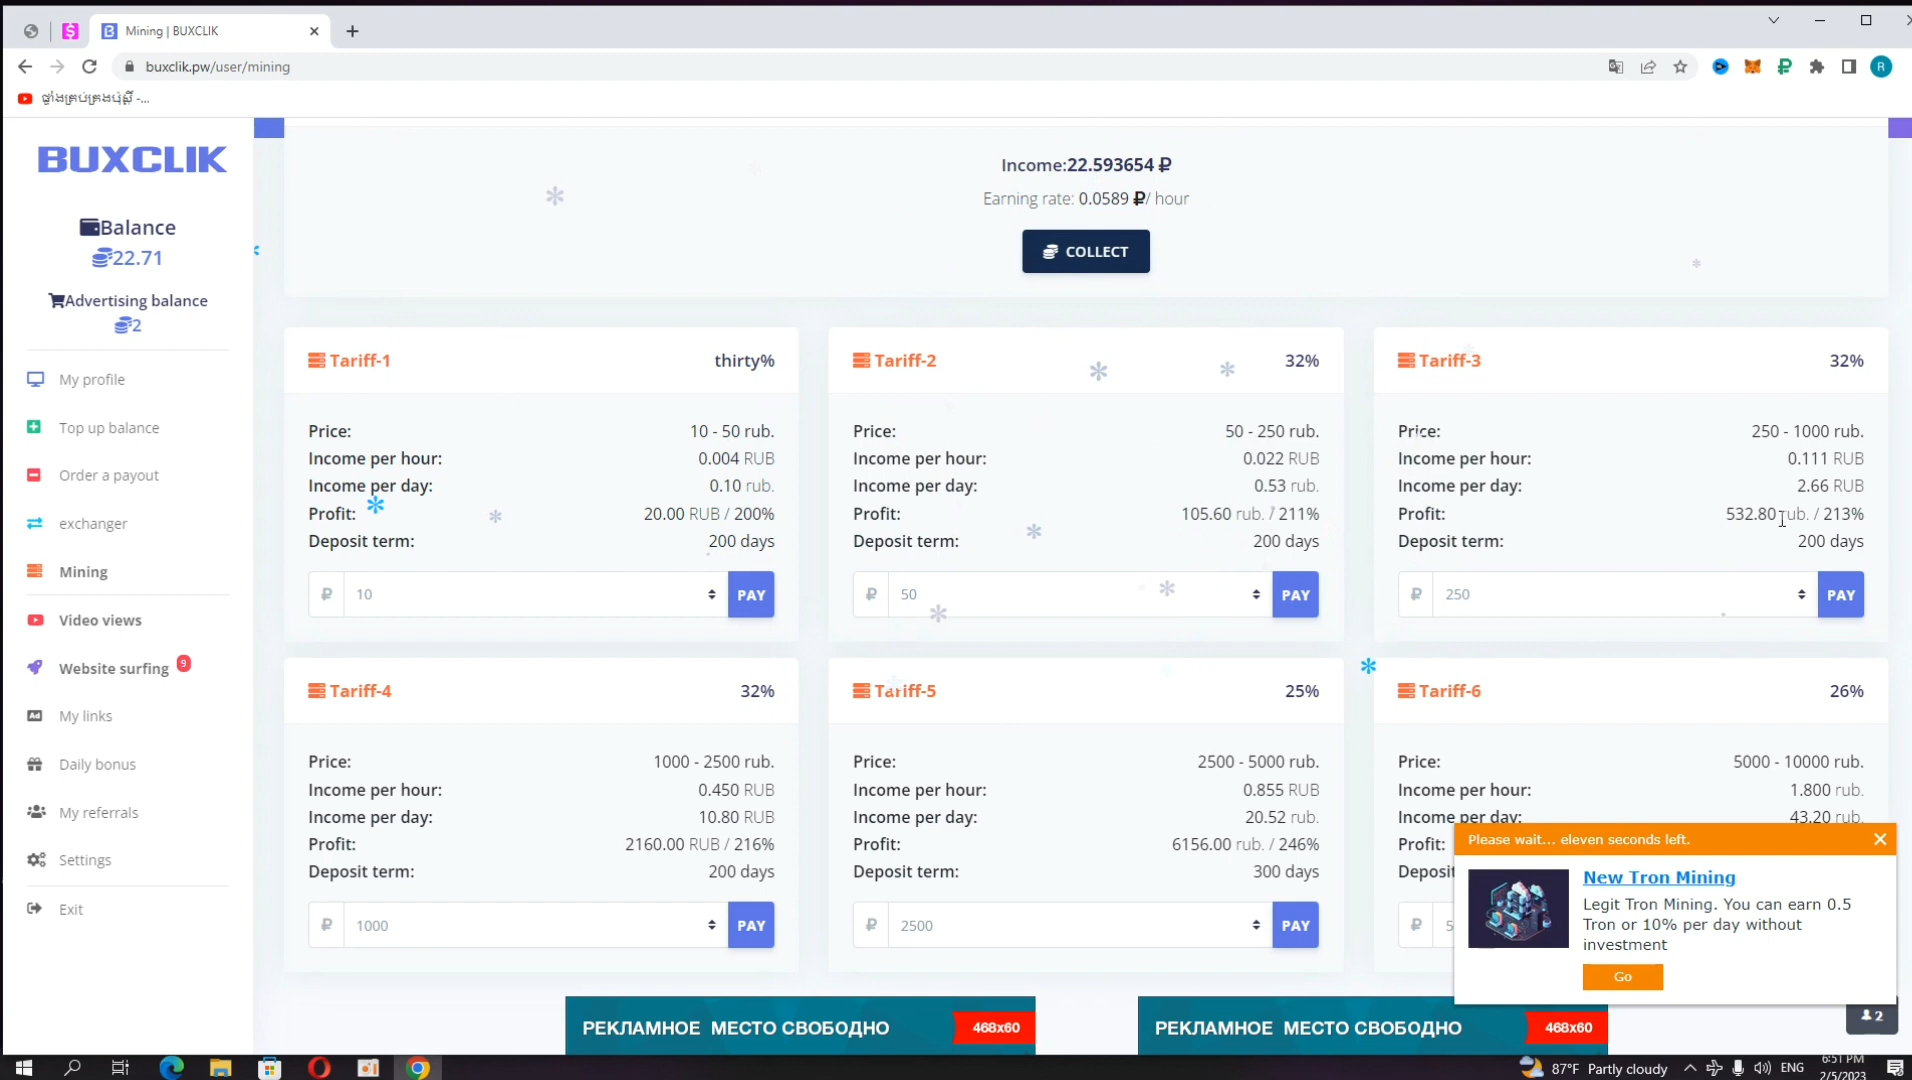 Mining | BUXCLIK
buxclik.pw/user/mining
R
BUXCLIK
Balance
22.71
Advertising balance
2
My profile
Top up balance
Order a payout
exchanger
Mining
Video views
Website surfing 9
My links
Daily bonus
My referrals
Settings
Exit
Income:22.593654 ₽
Earning rate: 0.0589 ₽/ hour
COLLECT
Tariff-1 thirty%
Price: 10 - 50 rub.
Income per hour: 0.004 RUB
Income per day: 0.10 rub.
Profit: 20.00 RUB / 200%
Deposit term: 200 days
₽ 10 PAY
Tariff-2 32%
Price: 50 - 250 rub.
Income per hour: 0.022 RUB
Income per day: 0.53 rub.
Profit: 105.60 rub. / 211%
Deposit term: 200 days
₽ 50 PAY
Tariff-3 32%
Price: 250 - 1000 rub.
Income per hour: 0.111 RUB
Income per day: 2.66 RUB
Profit: 532.80 rub. / 213%
Deposit term: 200 days
₽ 250 PAY
Tariff-4 32%
Price: 1000 - 2500 rub.
Income per hour: 0.450 RUB
Income per day: 10.80 RUB
Profit: 2160.00 RUB / 216%
Deposit term: 200 days
₽ 1000 PAY
Tariff-5 25%
Price: 2500 - 5000 rub.
Income per hour: 0.855 RUB
Income per day: 20.52 rub.
Profit: 6156.00 rub. / 246%
Deposit term: 300 days
₽ 2500 PAY
Tariff-6 26%
Price: 5000 - 10000 rub.
Income per hour: 1.800 rub.
Income per day: 43.20 rub.
Profit:
Deposit
₽ 5
Please wait... eleven seconds left.
New Tron Mining
Legit Tron Mining. You can earn 0.5
Tron or 10% per day without
investment
Go
2
РЕКЛАМНОЕ МЕСТО СВОБОДНО 468x60
РЕКЛАМНОЕ МЕСТО СВОБОДНО 468x60
87°F Partly cloudy
ENG
6:51 PM
2/5/2023